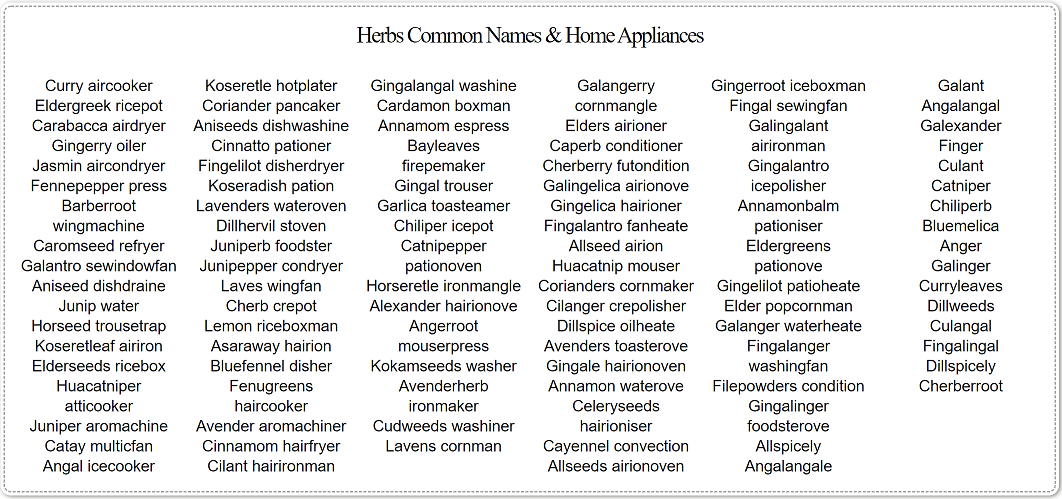 Herbs Common Names & Home Appliances
Curry aircooker
Eldergreek ricepot
Carabacca airdryer
Gingerry oiler
Jasmin aircondryer
Fennepepper press
Barberroot
wingmachine
Caromseed refryer
Galantro sewindowfan
Aniseed dishdraine
Junip water
Horseed trousetrap
Koseretleaf airiron
Elderseeds ricebox
Huacatniper
atticooker
Juniper aromachine
Catay multicfan
Angal icecooker
Koseretle hotplater
Coriander pancaker
Aniseeds dishwashine
Cinnatto pationer
Fingelilot disherdryer
Koseradish pation
Lavenders wateroven
Dillhervil stoven
Juniperb foodster
Junipepper condryer
Laves wingfan
Cherb crepot
Lemon riceboxman
Asaraway hairion
Bluefennel disher
Fenugreens
haircooker
Avender aromachiner
Cinnamom hairfryer
Cilant hairironman
Gingalangal washine
Cardamon boxman
Annamom espress
Bayleaves
firepemaker
Gingal trouser
Garlica toasteamer
Chiliper icepot
Catnipepper
pationoven
Horseretle ironmangle
Alexander hairionove
Angerroot
mouserpress
Kokamseeds washer
Avenderherb
ironmaker
Cudweeds washiner
Lavens cornman
Galangerry
cornmangle
Elders airioner
Caperb conditioner
Cherberry futondition
Galingelica airionove
Gingelica hairioner
Fingalantro fanheate
Allseed airion
Huacatnip mouser
Corianders cornmaker
Cilanger crepolisher
Dillspice oilheate
Avenders toasterove
Gingale hairionoven
Annamon waterove
Celeryseeds
hairioniser
Cayennel convection
Allseeds airionoven
Gingerroot iceboxman
Fingal sewingfan
Galingalant
airironman
Gingalantro
icepolisher
Annamonbalm
pationiser
Eldergreens
pationove
Gingelilot patioheate
Elder popcornman
Galanger waterheate
Fingalanger
washingfan
Filepowders condition
Gingalinger
foodsterove
Allspicely
Angalangale
Galant
Angalangal
Galexander
Finger
Culant
Catniper
Chiliperb
Bluemelica
Anger
Galinger
Curryleaves
Dillweeds
Culangal
Fingalingal
Dillspicely
Cherberroot